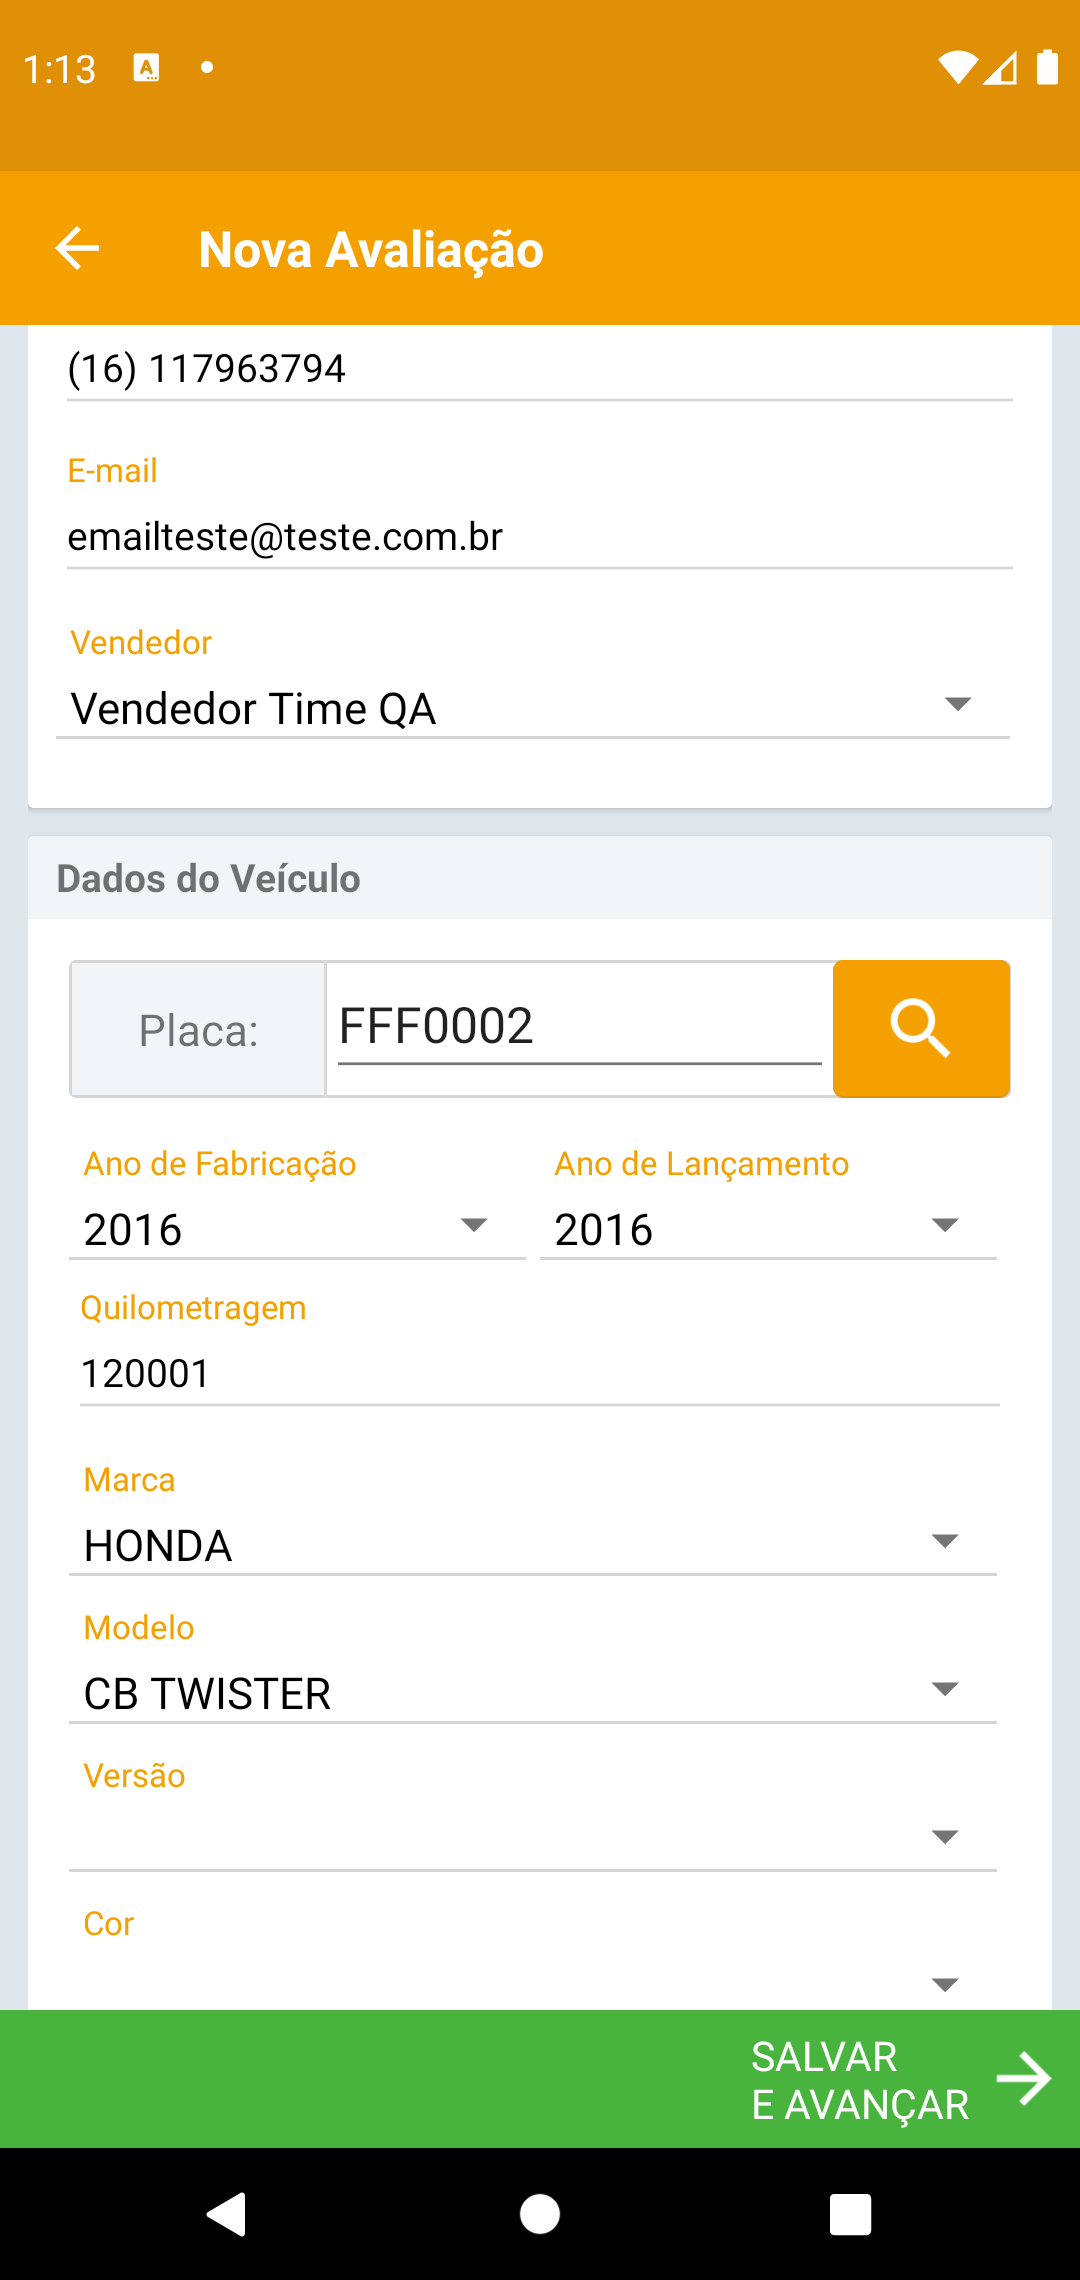 1:13
Nova Avaliação
(16) 117963794
E-mail
emailteste@teste.com.br
Vendedor
Vendedor Time QA
Dados do Veículo
Placa: FFF0002
Ano de Fabricação Ano de Lançamento
2016 2016
Quilometragem
120001
Marca
HONDA
Modelo
CB TWISTER
Versão
Cor
SALVAR
E AVANÇAR